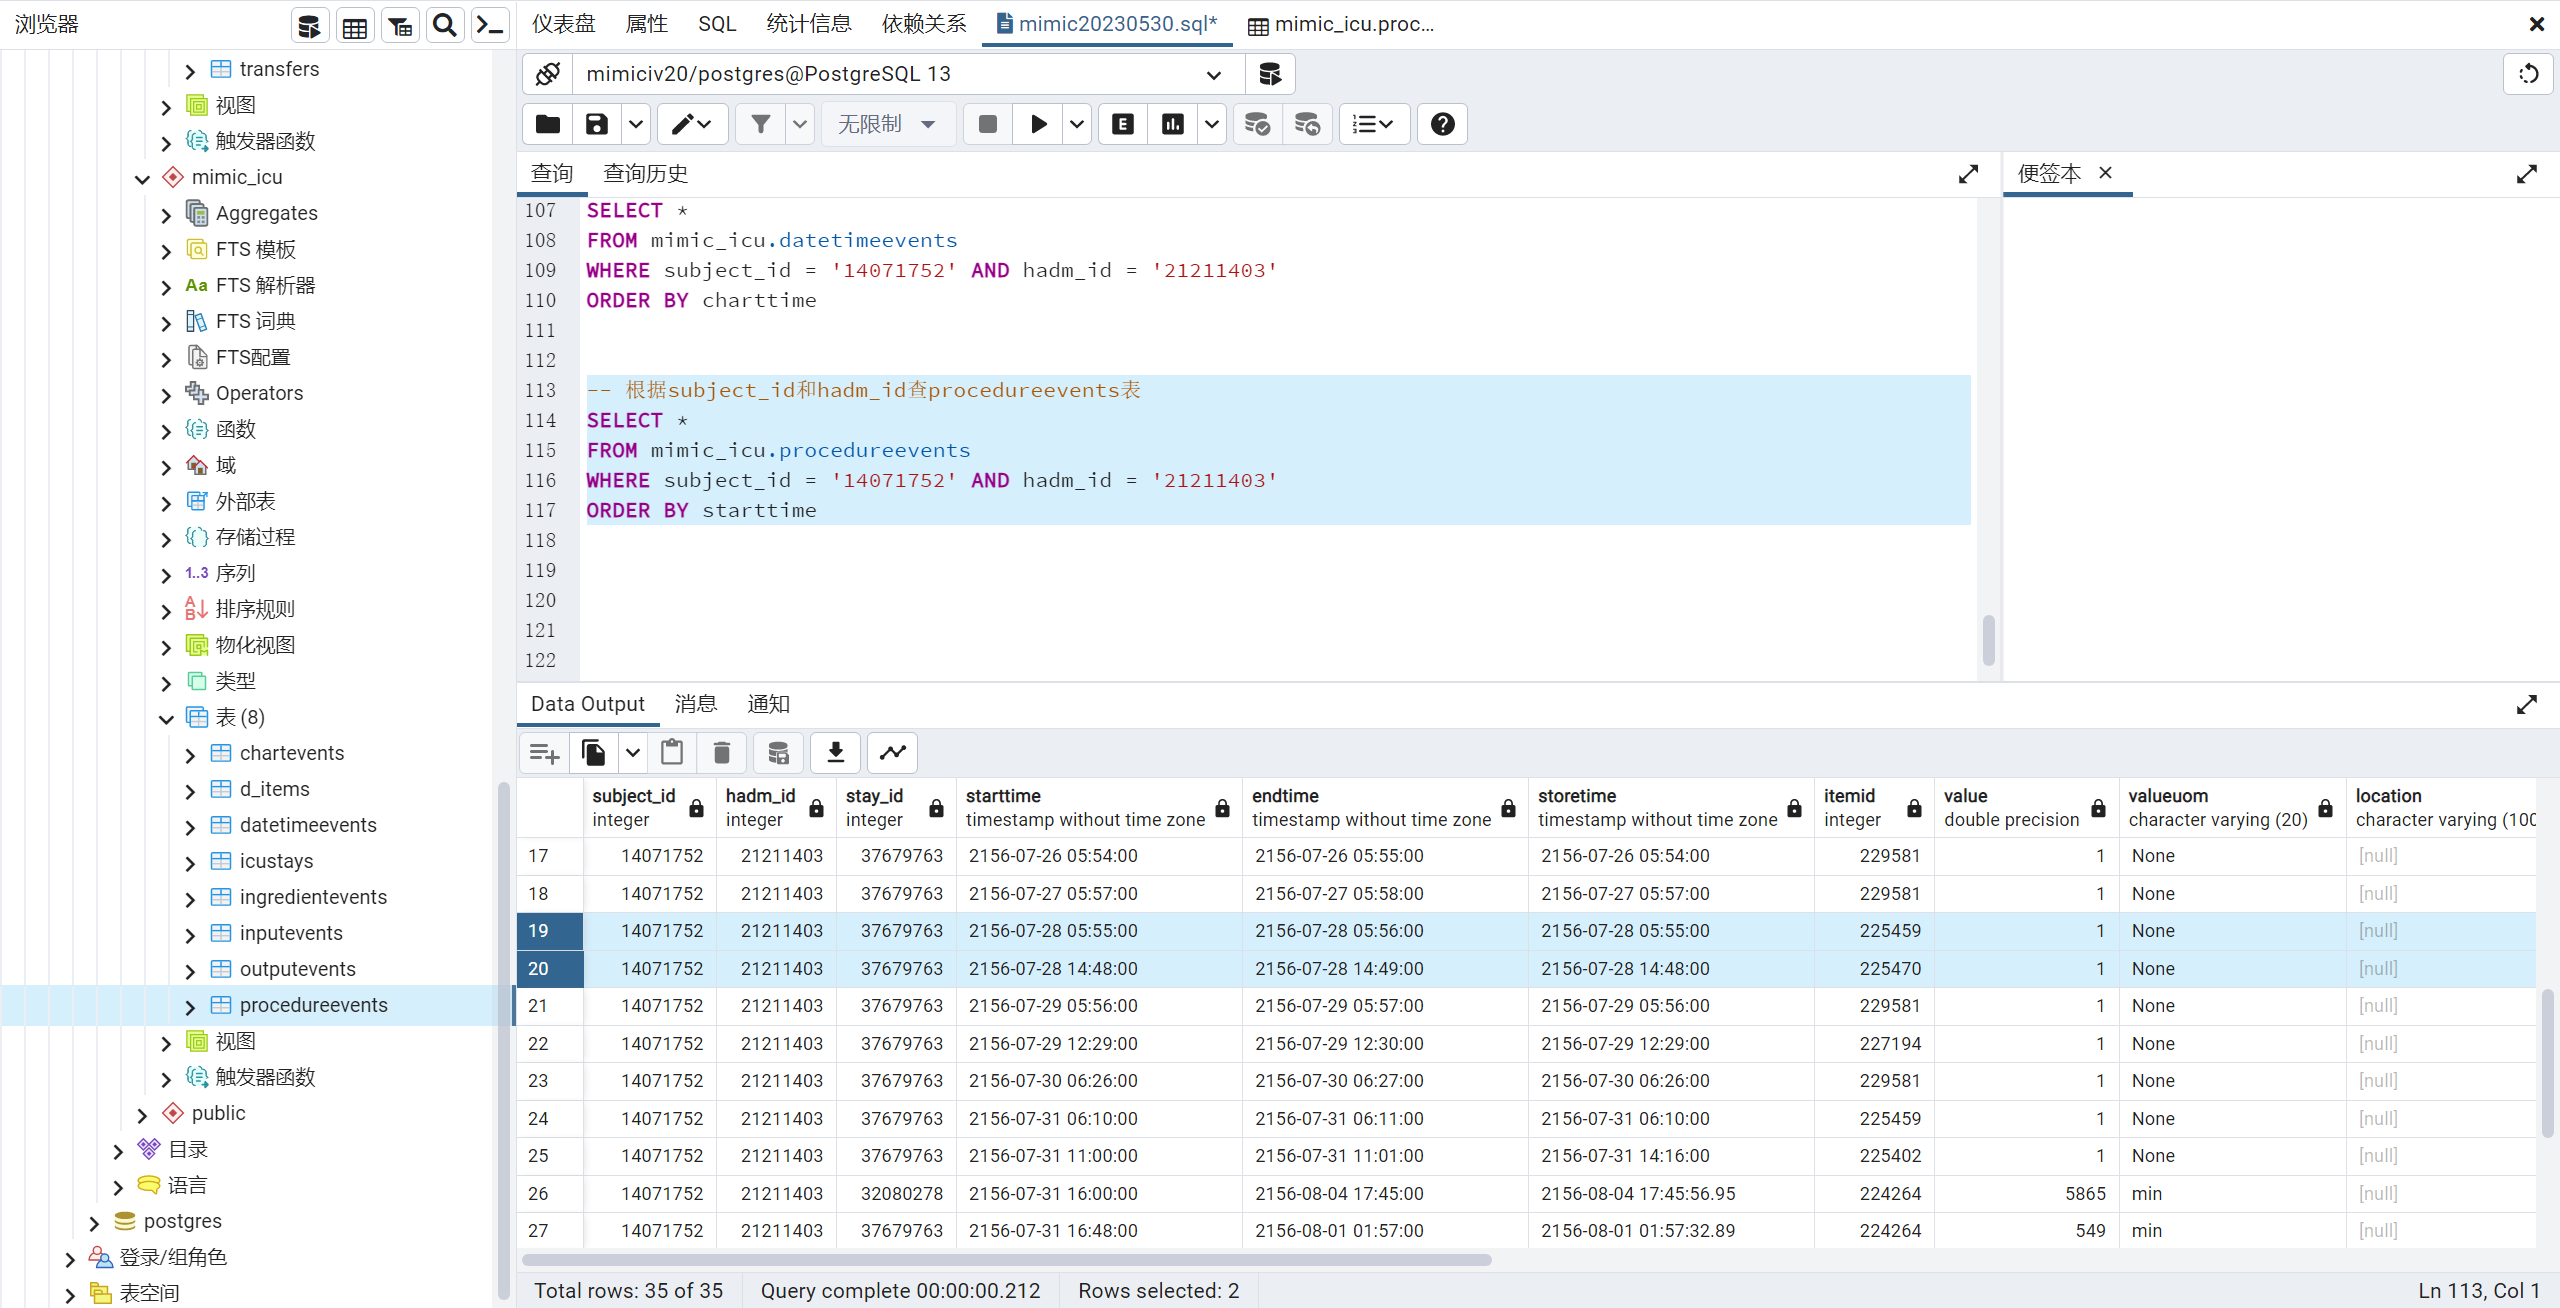 浏览器
仪表盘 属性 SQL 统计信息 依赖关系 mimic20230530.sql* mimic_icu.proc...
mimiciv20/postgres@PostgreSQL 13
无限制
E
查询 查询历史
便签本
transfers
视图
触发器函数
mimic_icu
Aggregates
FTS 模板
Aa FTS 解析器
FTS 词典
FTS配置
Operators
函数
域
外部表
存储过程
1..3 序列
排序规则
物化视图
类型
表 (8)
chartevents
d_items
datetimeevents
icustays
ingredientevents
inputevents
outputevents
procedureevents
视图
触发器函数
public
目录
语言
postgres
登录/组角色
表空间
107 SELECT *
108 FROM mimic_icu.datetimeevents
109 WHERE subject_id = '14071752' AND hadm_id = '21211403'
110 ORDER BY charttime
111
112
113 -- 根据subject_id和hadm_id查procedureevents表
114 SELECT *
115 FROM mimic_icu.procedureevents
116 WHERE subject_id = '14071752' AND hadm_id = '21211403'
117 ORDER BY starttime
118
119
120
121
122
Data Output 消息 通知
subject_id hadm_id stay_id starttime endtime storetime itemid value valueuom location
integer integer integer timestamp without time zone timestamp without time zone timestamp without time zone integer double precision character varying (20) character varying (100
17 14071752 21211403 37679763 2156-07-26 05:54:00 2156-07-26 05:55:00 2156-07-26 05:54:00 229581 1 None [null]
18 14071752 21211403 37679763 2156-07-27 05:57:00 2156-07-27 05:58:00 2156-07-27 05:57:00 229581 1 None [null]
19 14071752 21211403 37679763 2156-07-28 05:55:00 2156-07-28 05:56:00 2156-07-28 05:55:00 225459 1 None [null]
20 14071752 21211403 37679763 2156-07-28 14:48:00 2156-07-28 14:49:00 2156-07-28 14:48:00 225470 1 None [null]
21 14071752 21211403 37679763 2156-07-29 05:56:00 2156-07-29 05:57:00 2156-07-29 05:56:00 229581 1 None [null]
22 14071752 21211403 37679763 2156-07-29 12:29:00 2156-07-29 12:30:00 2156-07-29 12:29:00 227194 1 None [null]
23 14071752 21211403 37679763 2156-07-30 06:26:00 2156-07-30 06:27:00 2156-07-30 06:26:00 229581 1 None [null]
24 14071752 21211403 37679763 2156-07-31 06:10:00 2156-07-31 06:11:00 2156-07-31 06:10:00 225459 1 None [null]
25 14071752 21211403 37679763 2156-07-31 11:00:00 2156-07-31 11:01:00 2156-07-31 14:16:00 225402 1 None [null]
26 14071752 21211403 32080278 2156-07-31 16:00:00 2156-08-04 17:45:00 2156-08-04 17:45:56.95 224264 5865 min [null]
27 14071752 21211403 37679763 2156-07-31 16:48:00 2156-08-01 01:57:00 2156-08-01 01:57:32.89 224264 549 min [null]
Total rows: 35 of 35 Query complete 00:00:00.212 Rows selected: 2 Ln 113, Col 1